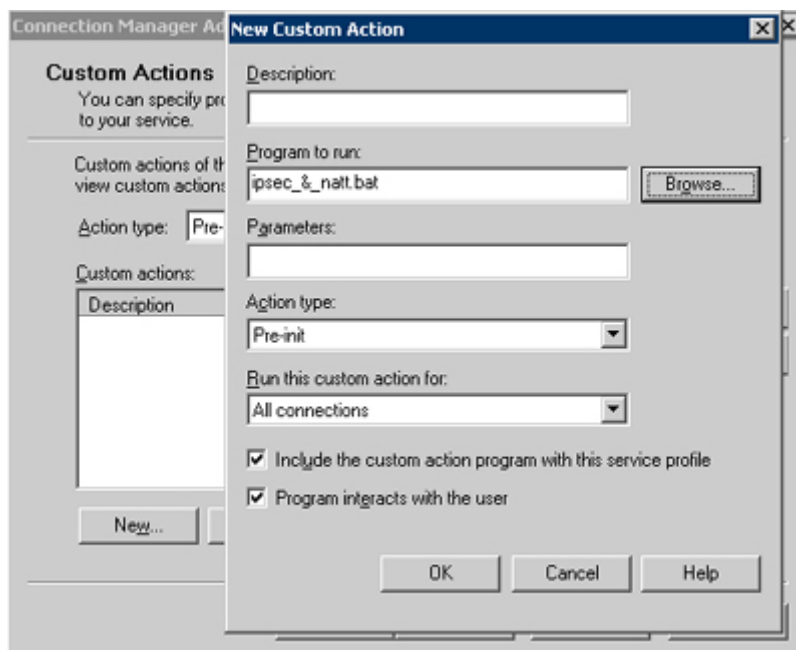 Connection Manager Ad
New Custom Action
Custom Actions
You can specify
to your service.
Custom actions of
view custom actions
Action type: Pre-
Custom actions:
Description
New...
Description:
Program to run:
ipsec_&_natt.bat
Browse...
Parameters:
Action type:
Pre-init
Run this custom action for:
All connections
Include the custom action program with this service profile
Program interacts with the user
OK Cancel Help